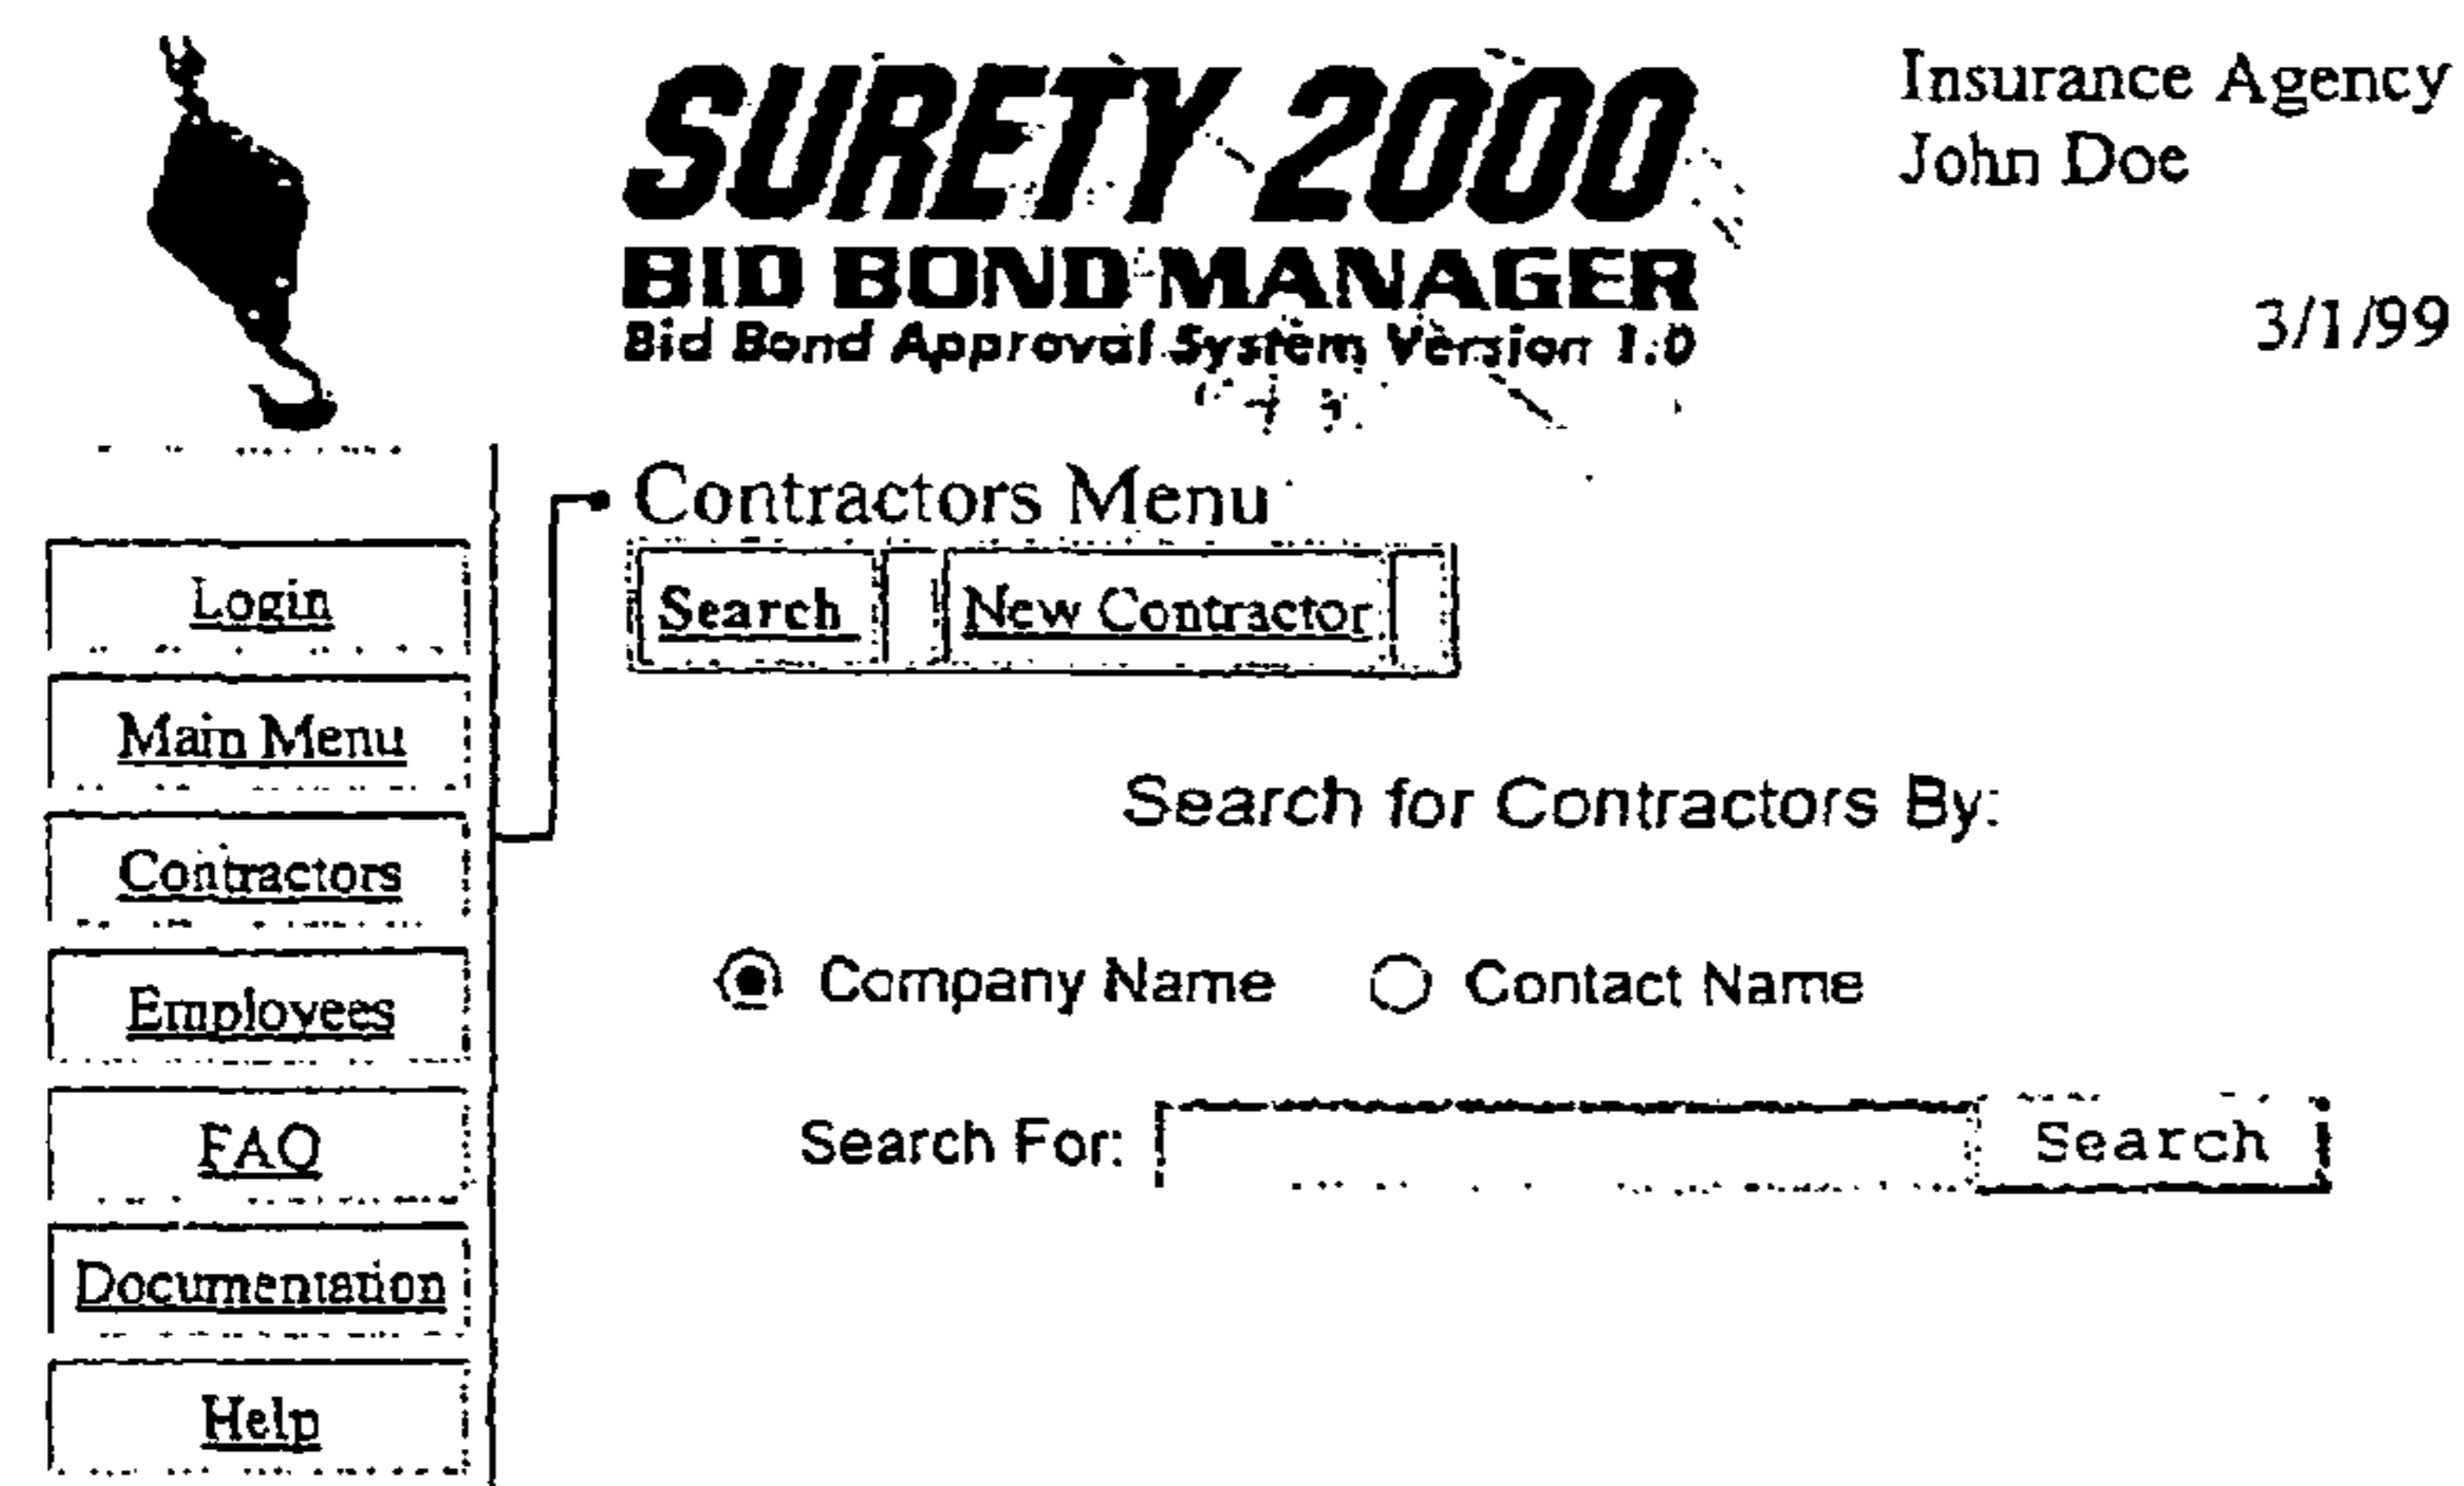 SURETY 2000
BID BOND MANAGER
Bid Bond Approval System Version 1.0
Insurance Agency
John Doe
3/1/99
Login
Main Menu
Contractors
Employees
FAQ
Documentation
Help
Contractors Menu
Search New Contractor
Search for Contractors By:
Company Name Contact Name
Search For: Search